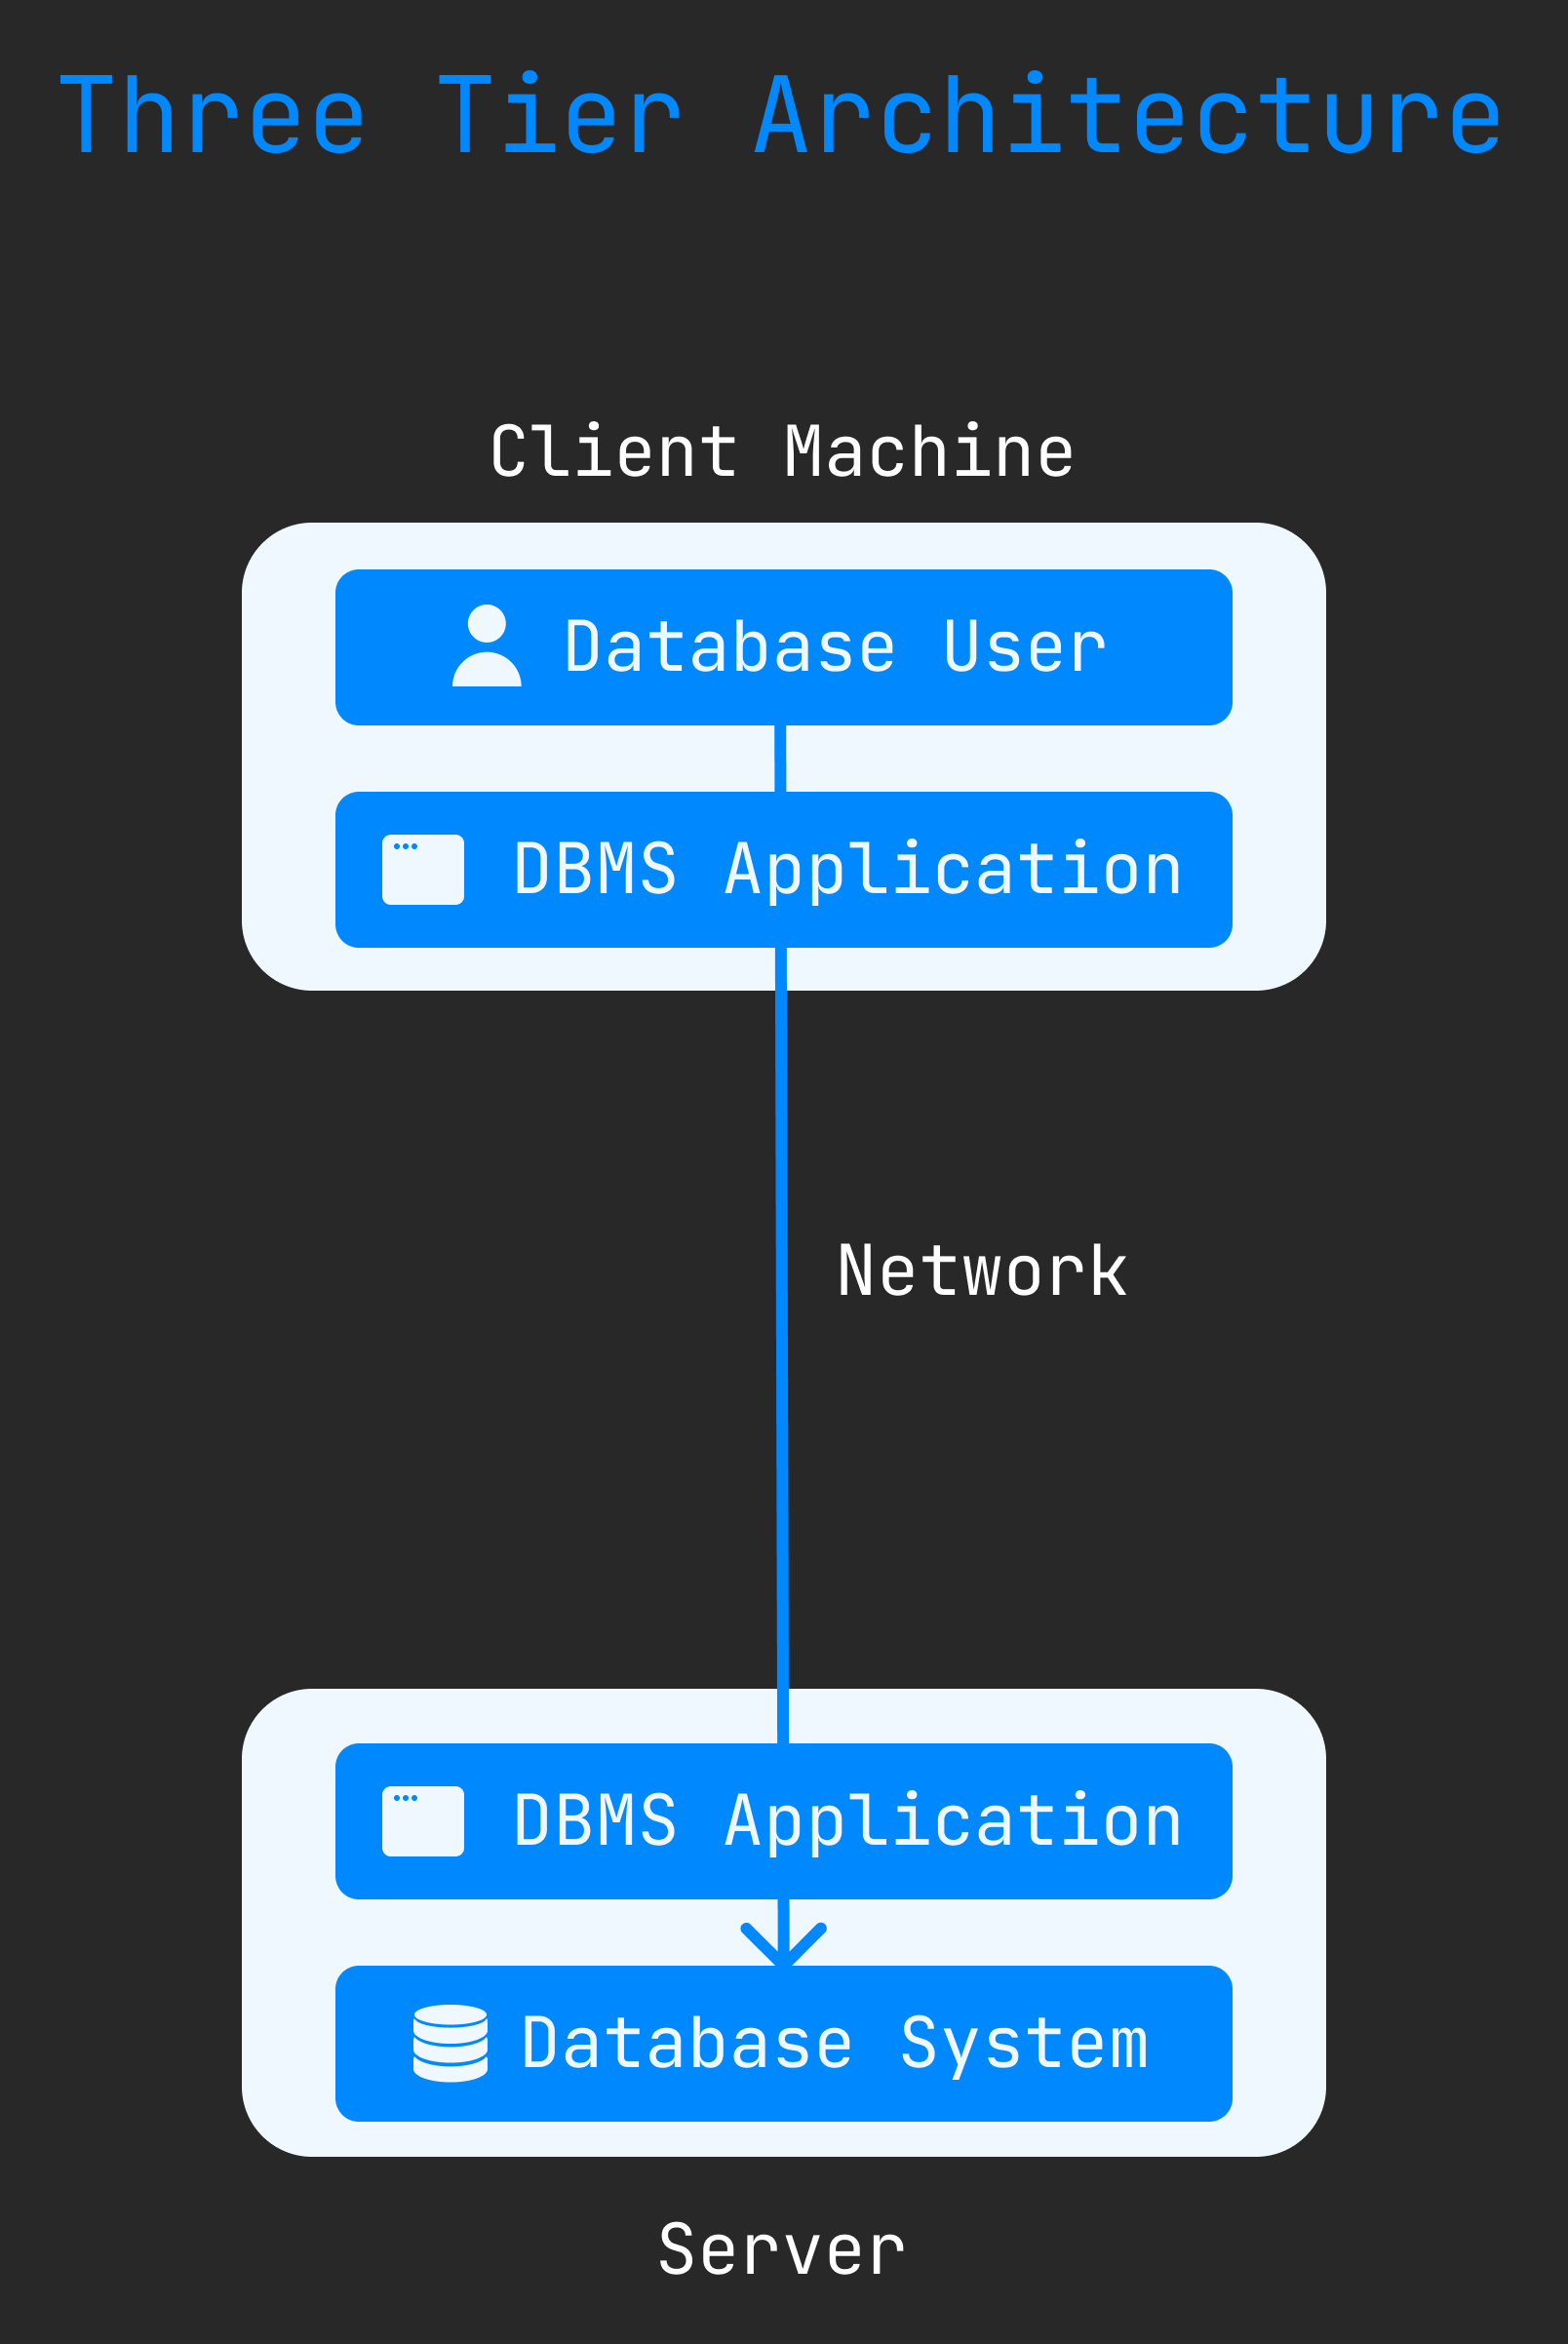 Three Tier Architecture
Client Machine
Database User
DBMS Application
Network
DBMS Application
Database System
Server